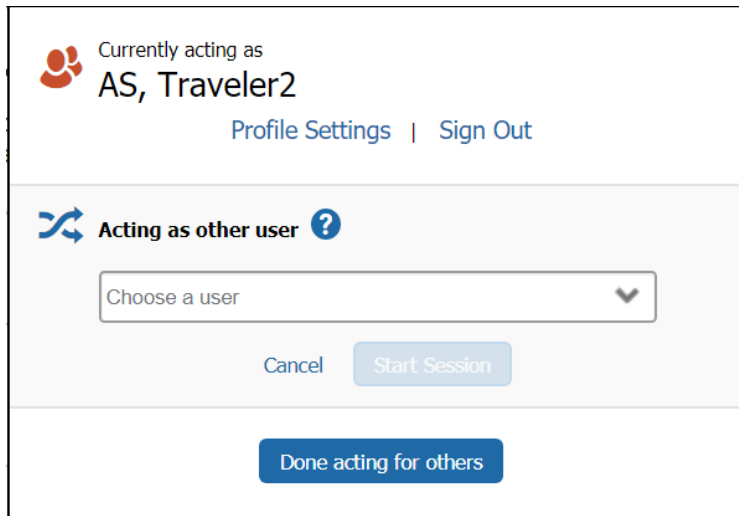 Currently acting as
AS, Traveler2
Profile Settings | Sign Out
Acting as other user ?
Choose a user
Cancel Start Session
Done acting for others